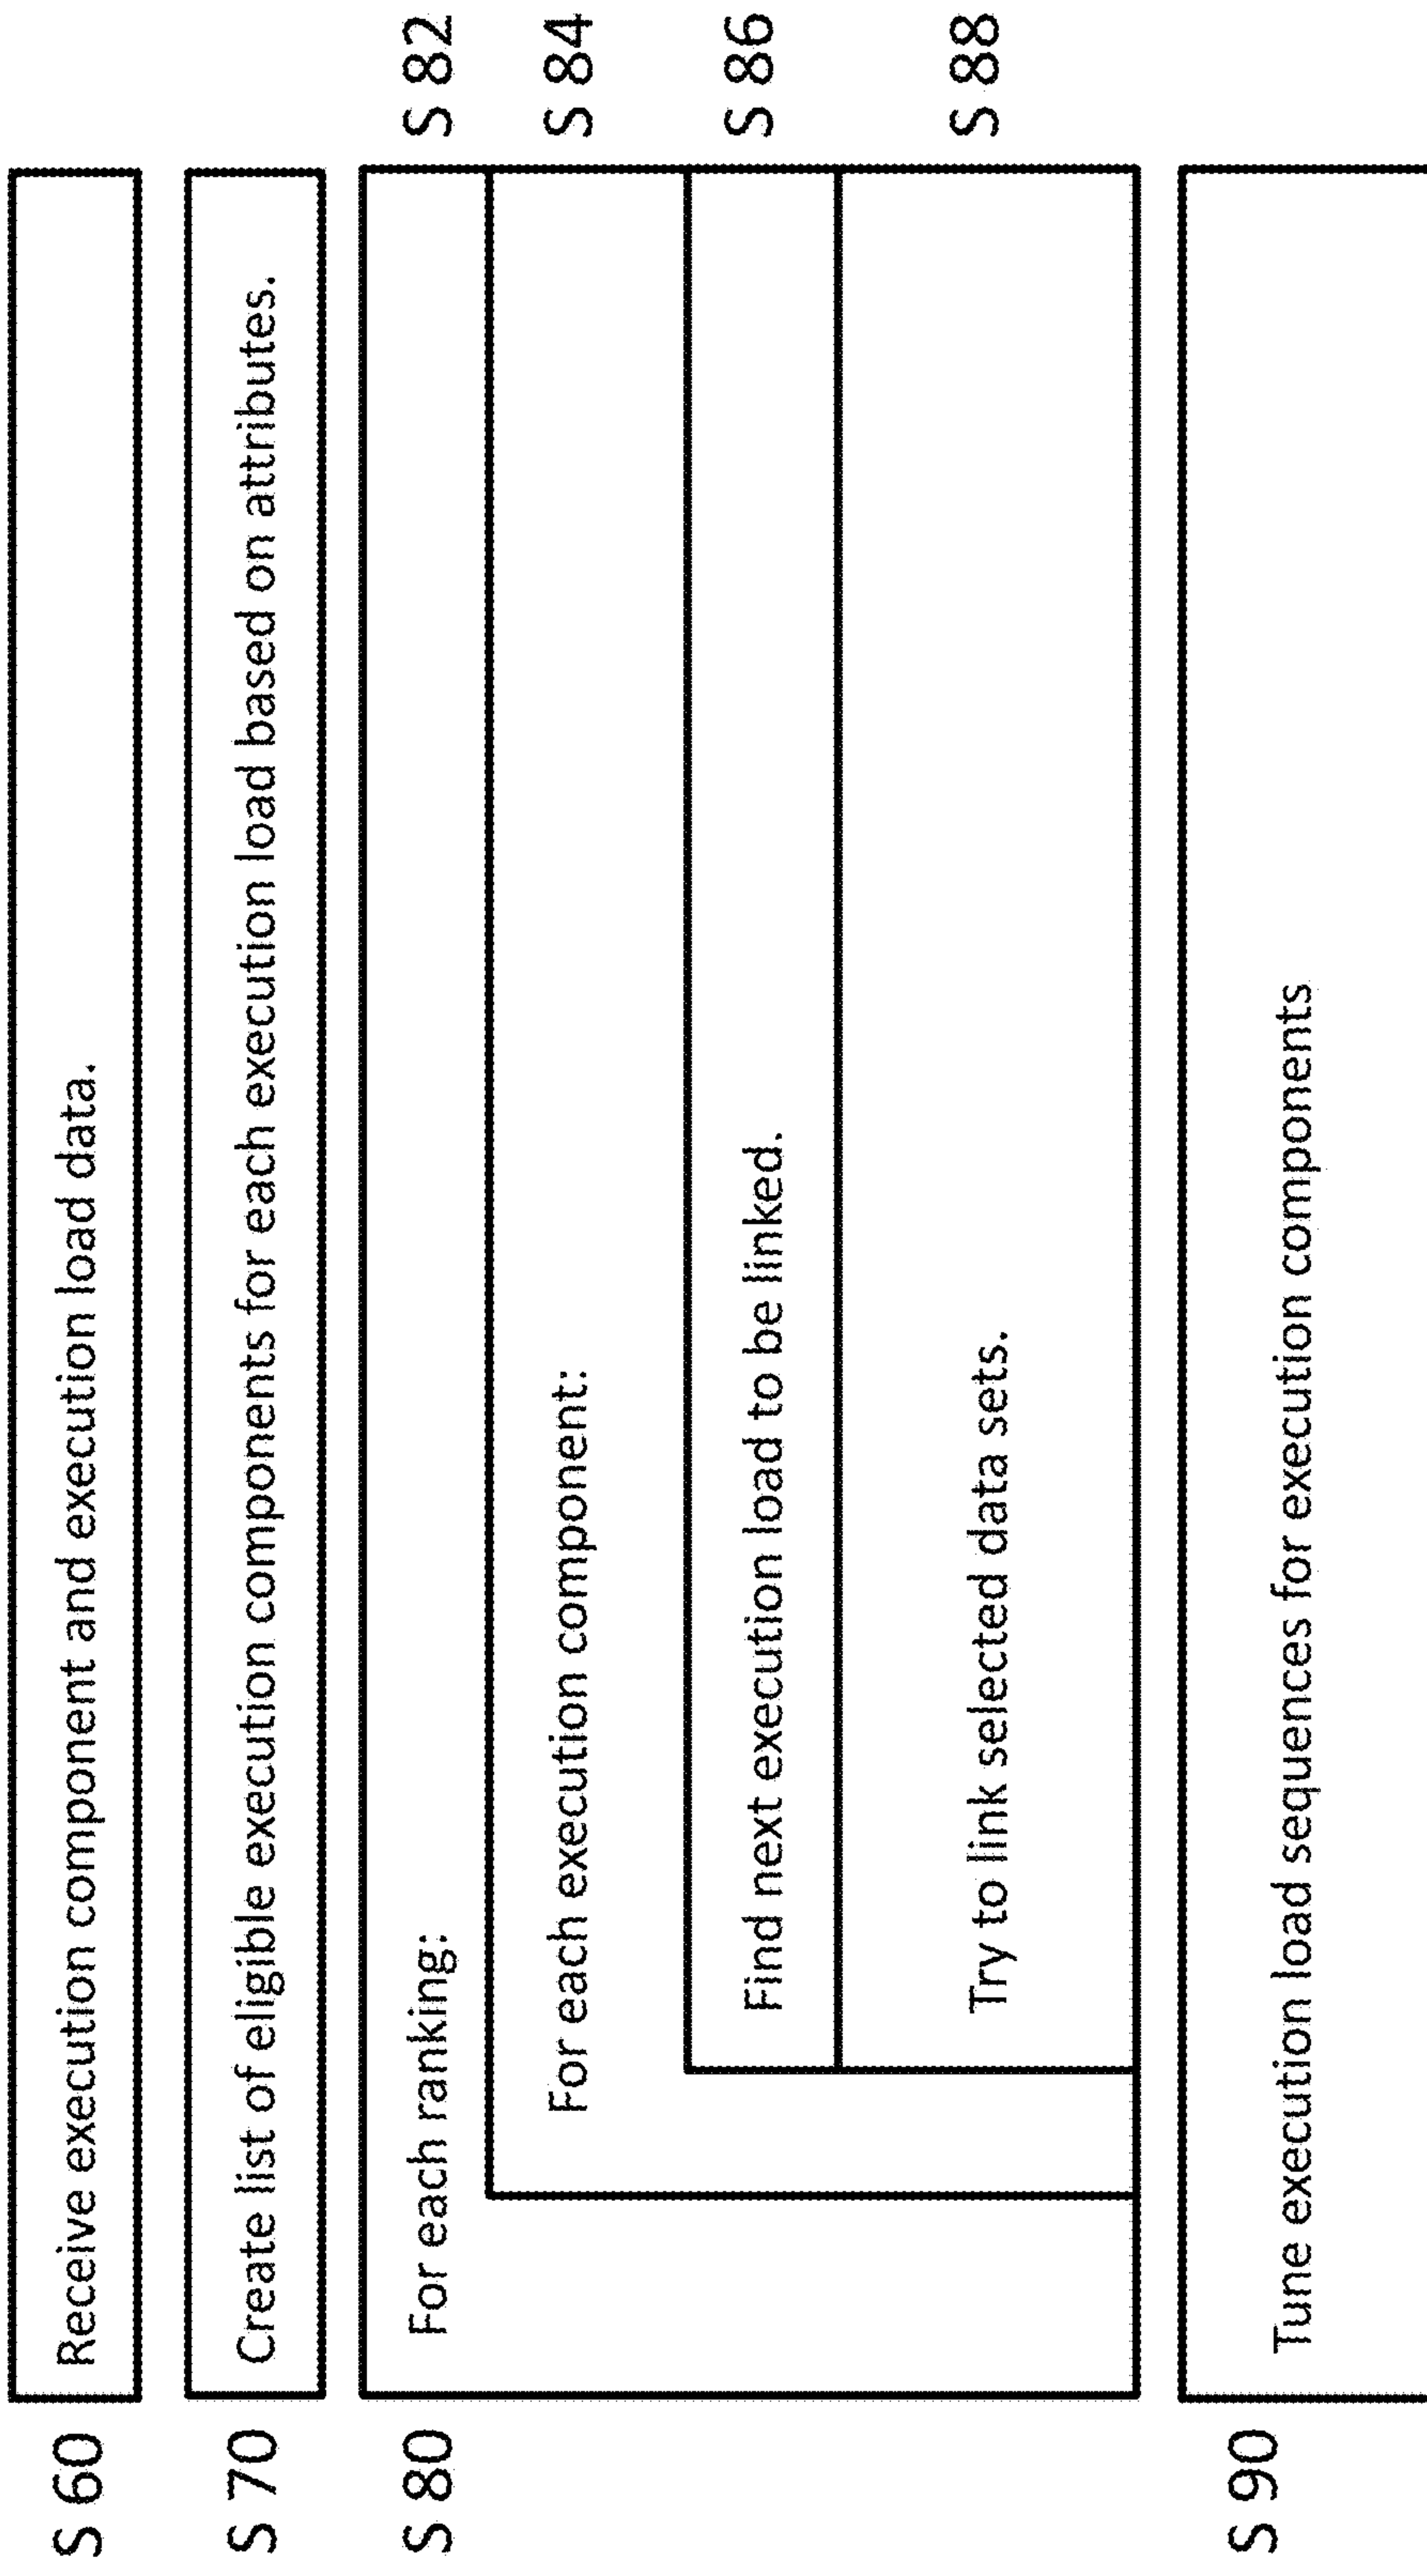 S 60 Receive execution component and execution load data.
S 70 Create list of eligible execution components for each execution load based on attributes.
S 80 For each ranking: S 82
For each execution component: S 84
Find next execution load to be linked. S 86
Try to link selected data sets. S 88
S 90 Tune execution load sequences for execution components